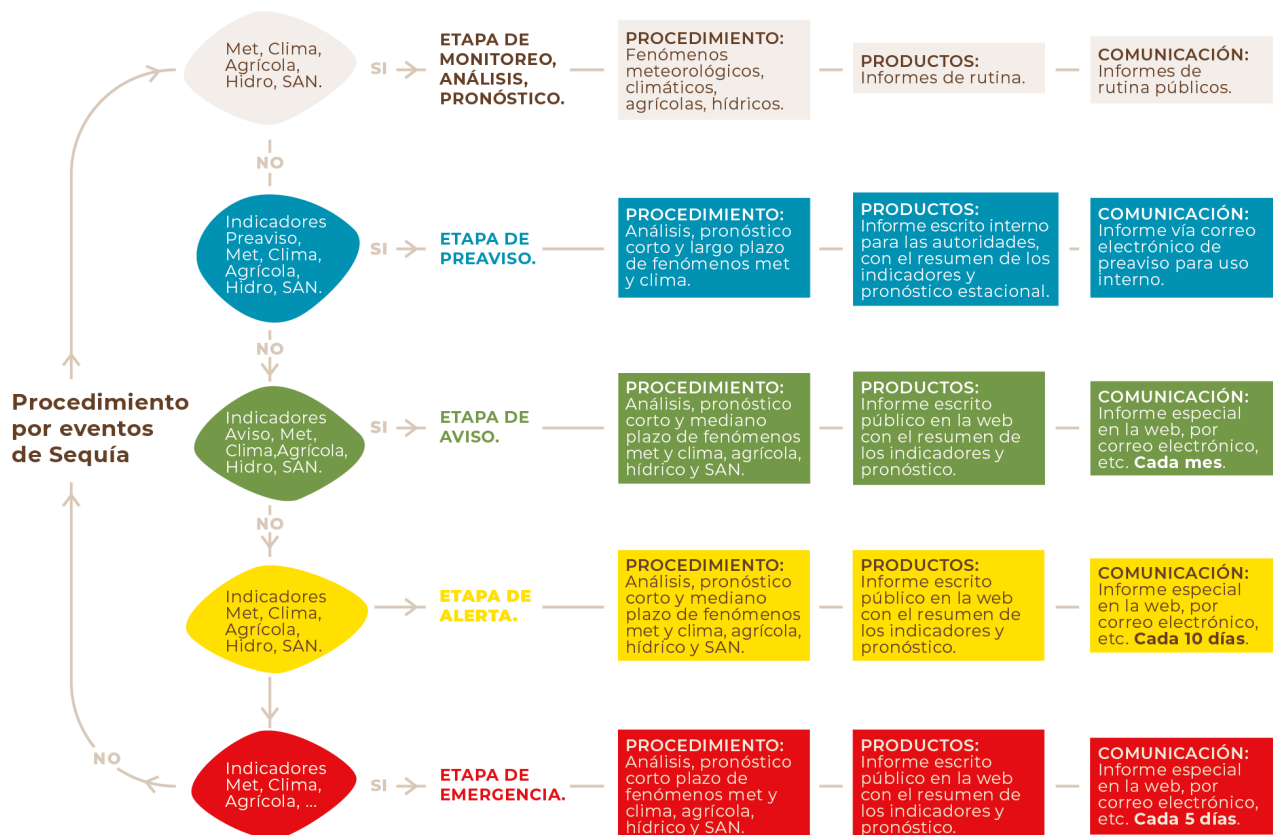 Met, Clima,
Agrícola,
Hidro, SAN.
SI
ETAPA DE
MONITOREO,
ANÁLISIS,
PRONÓSTICO.
PROCEDIMIENTO:
Fenómenos
meteorológicos,
climáticos,
agrícolas, hídricos.
PRODUCTOS:
Informes de rutina.
COMUNICACIÓN:
Informes de
rutina públicos.
NO
Indicadores
Preaviso,
Met, Clima,
Agrícola,
Hidro, SAN.
SI
ETAPA DE
PREAVISO.
PROCEDIMIENTO:
Análisis, pronóstico
corto y largo plazo
de fenómenos met
y clima.
PRODUCTOS:
Informe escrito interno
para las autoridades,
con el resumen de los
indicadores y
pronóstico estacional.
COMUNICACIÓN:
Informe vía correo
electrónico de
preaviso para uso
interno.
NO
Procedimiento
por eventos
de Sequía
Indicadores
Aviso, Met,
Clima,Agrícola,
Hidro, SAN.
SI
ETAPA DE
AVISO.
PROCEDIMIENTO:
Análisis, pronóstico
corto y mediano
plazo de fenómenos
met y clima, agrícola,
hídrico y SAN.
PRODUCTOS:
Informe escrito
público en la web
con el resumen de
los indicadores y
pronóstico.
COMUNICACIÓN:
Informe especial
en la web, por
correo electrónico,
etc. Cada mes.
NO
Indicadores
Met, Clima,
Agrícola,
Hidro, SAN.
ETAPA DE
ALERTA.
PROCEDIMIENTO:
Análisis, pronóstico
corto y mediano
plazo de fenómenos
met y clima, agrícola,
hídrico y SAN.
PRODUCTOS:
Informe escrito
público en la web
con el resumen de
los indicadores y
pronóstico.
COMUNICACIÓN:
Informe especial
en la web, por
correo electrónico,
etc. Cada 10 días.
NO
Indicadores
Met, Clima,
Agrícola, ...
SI
ETAPA DE
EMERGENCIA.
PROCEDIMIENTO:
Análisis, pronóstico
corto plazo de
fenómenos met y
clima, agrícola,
hídrico y SAN.
PRODUCTOS:
Informe escrito
público en la web
con el resumen de
los indicadores y
pronóstico.
COMUNICACIÓN:
Informe especial
en la web, por
correo electrónico,
etc. Cada 5 días.